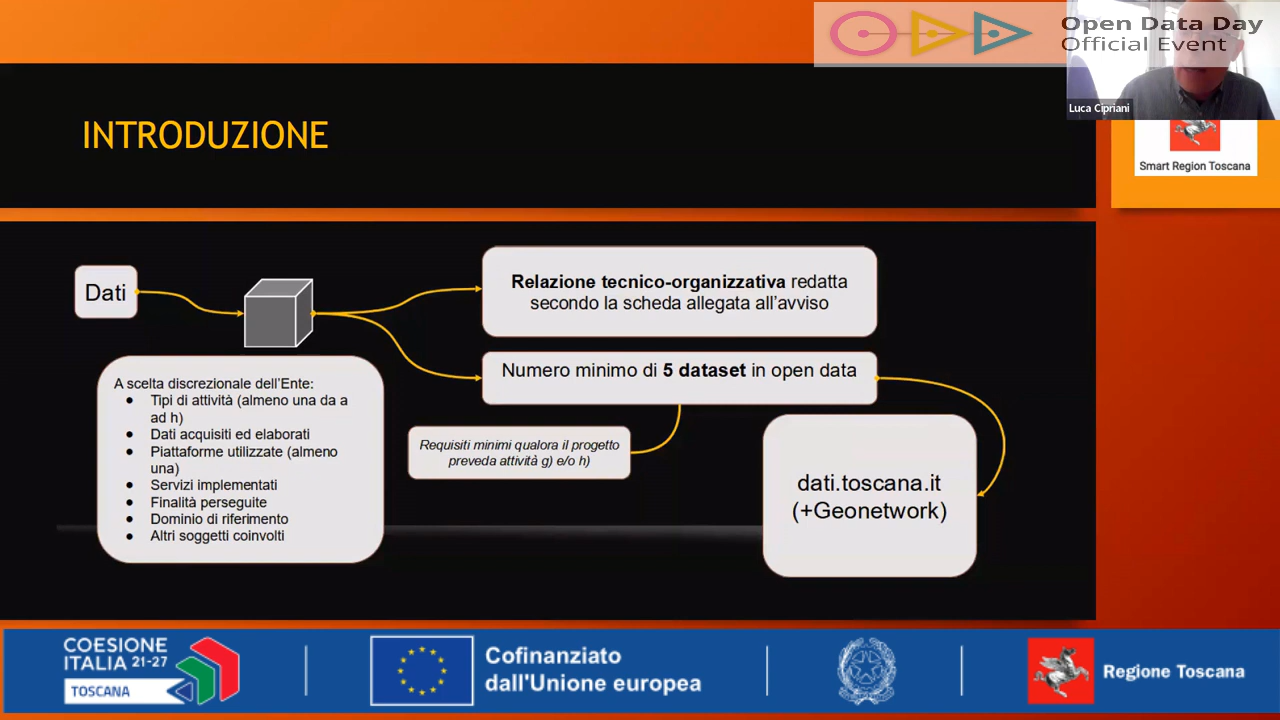 Open Data Day
Official Event
Luca Cipriani
INTRODUZIONE
Smart Region Toscana
Dati
Relazione tecnico-organizzativa redatta
secondo la scheda allegata all'avviso
Numero minimo di 5 dataset in open data
A scelta discrezionale dell'Ente:
● Tipi di attività (almeno una da a
ad h)
● Dati acquisiti ed elaborati
● Piattaforme utilizzate (almeno
una)
● Servizi implementati
● Finalità perseguite
● Dominio di riferimento
● Altri soggetti coinvolti
Requisiti minimi qualora il progetto
preveda attività g) e/o h)
dati.toscana.it
(+Geonetwork)
COESIONE
ITALIA 21-27
TOSCANA
Cofinanziato
dall'Unione europea
Regione Toscana